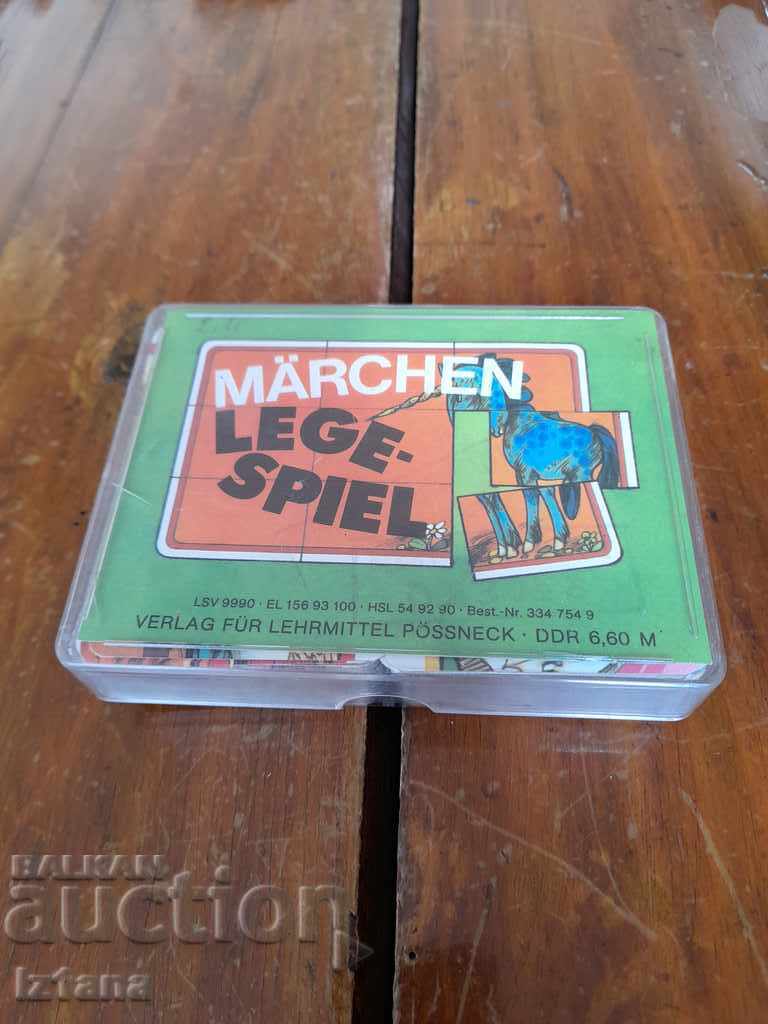 MÄRCHEN
LEGE-
SPIEL
LSV 9990 · EL 156 93 100 · HSL 54 92 90 · Best.-Nr. 334 754 9
VERLAG FÜR LEHRMITTEL PÖSSNECK · DDR 6,60 M
BALKAN
auction
Iztana